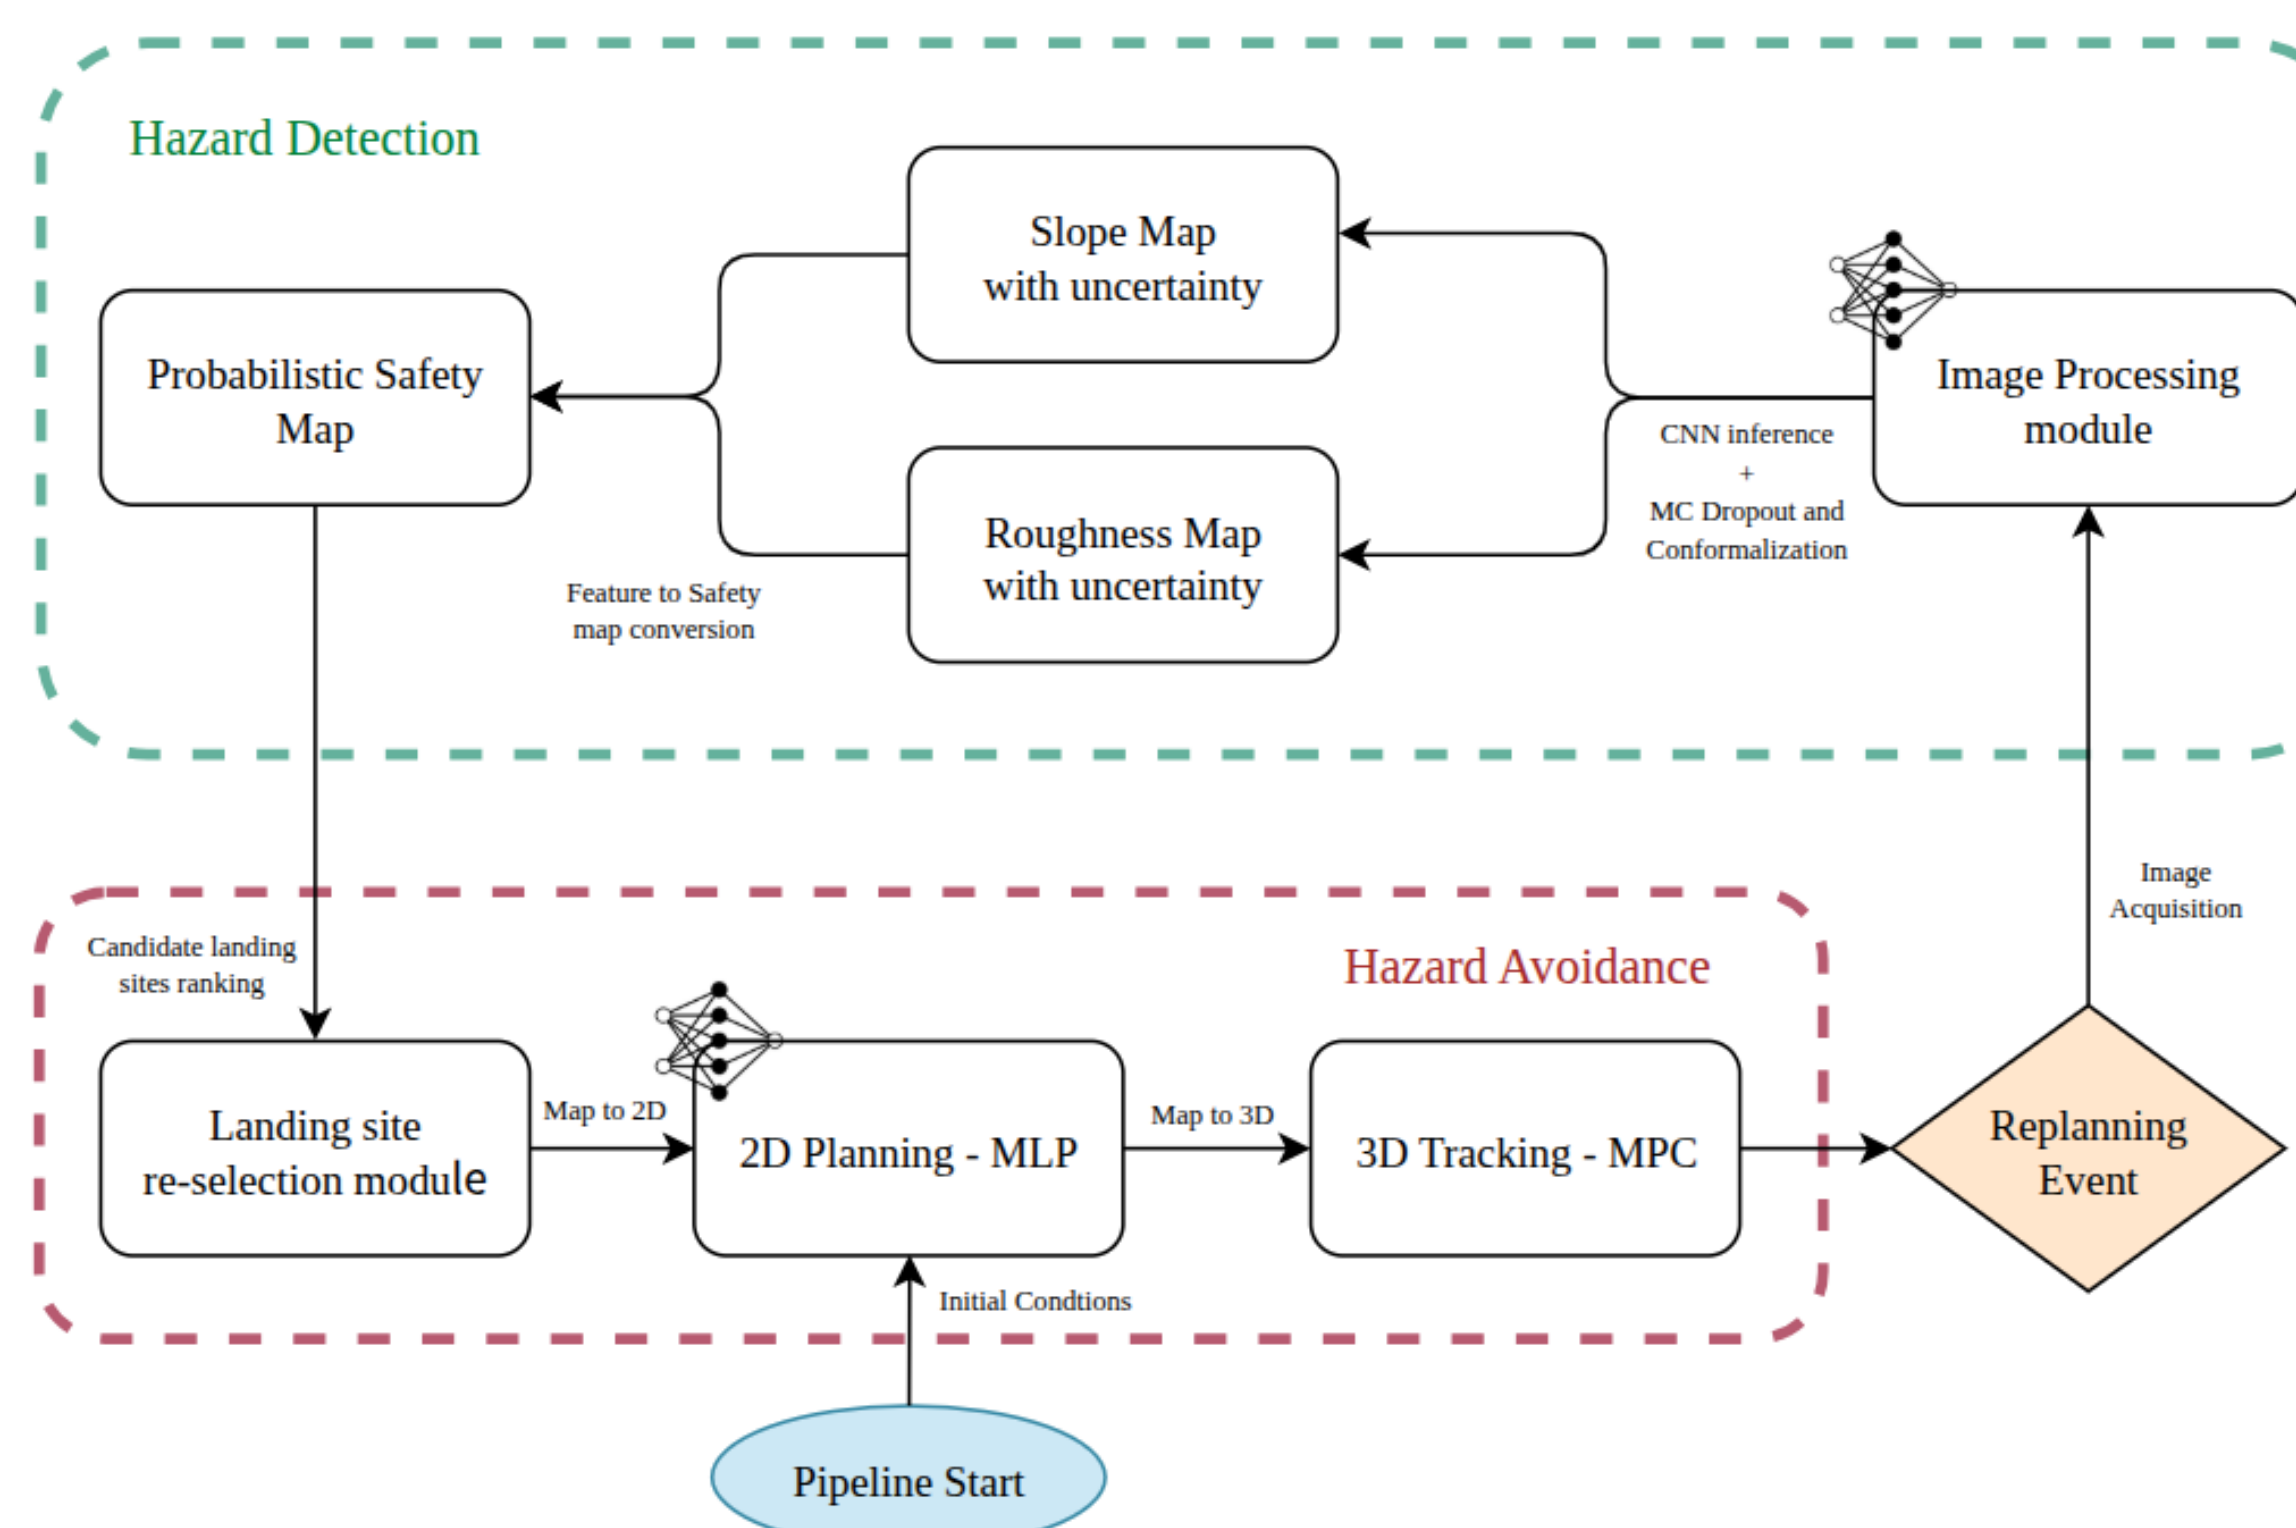 Hazard Detection
Slope Map
with uncertainty
Probabilistic Safety
Map
Image Processing
module
CNN inference
+
MC Dropout and
Conformalization
Roughness Map
with uncertainty
Feature to Safety
map conversion
Image
Acquisition
Candidate landing
sites ranking
Hazard Avoidance
Landing site
re-selection module
Map to 2D
2D Planning - MLP
Map to 3D
3D Tracking - MPC
Replanning
Event
Initial Condtions
Pipeline Start